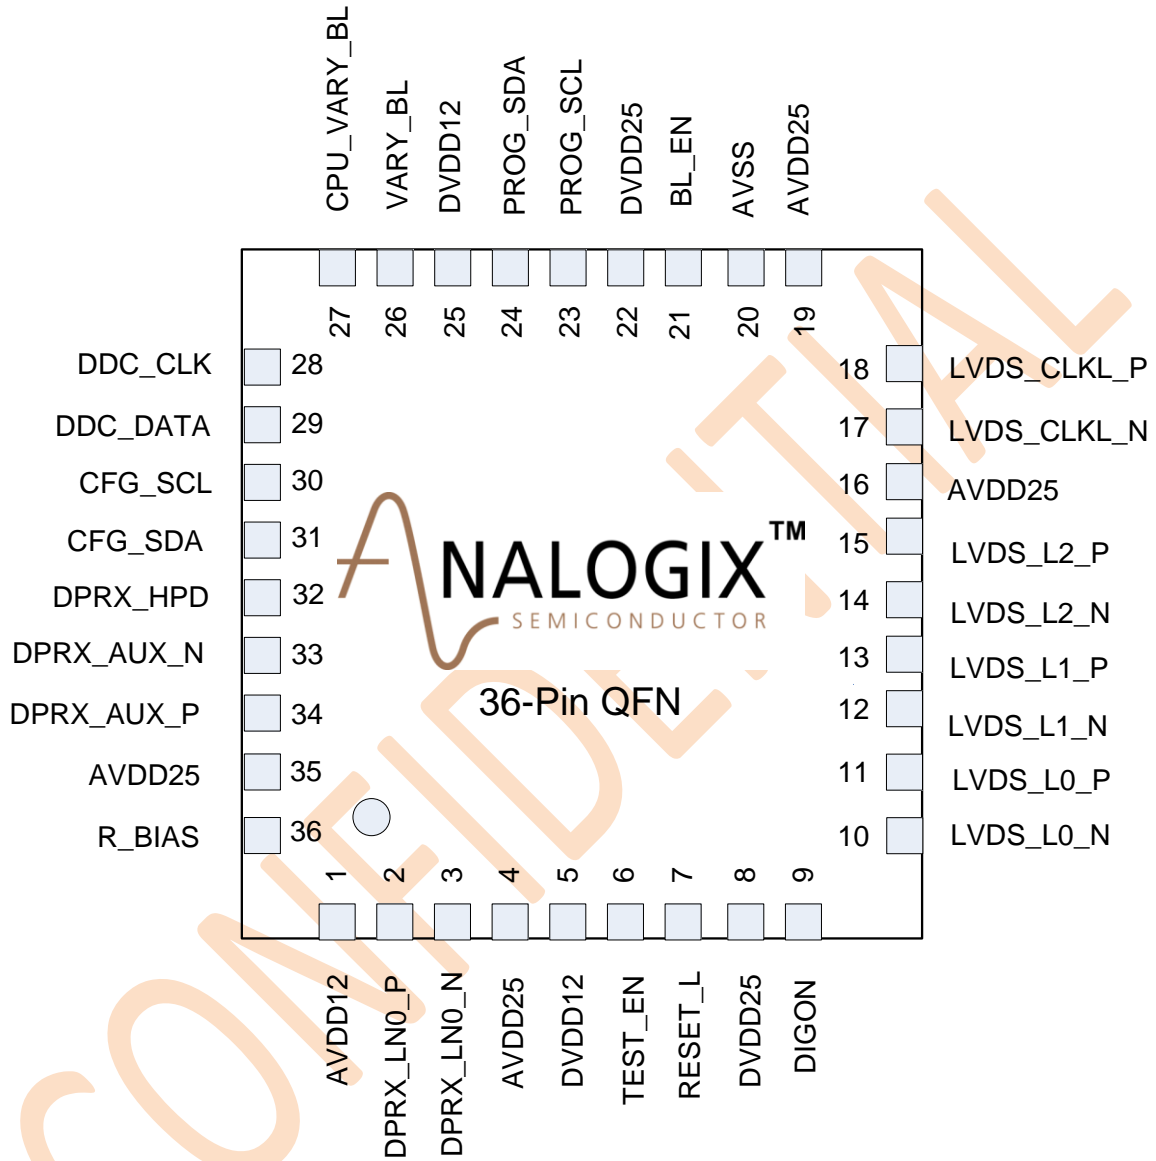 CPU_VARY_BL
VARY_BL
DVDD12
PROG_SDA
PROG_SCL
DVDD25
BL_EN
AVSS
AVDD25
27
26
25
24
23
22
21
20
19
DDC_CLK 28
DDC_DATA 29
CFG_SCL 30
CFG_SDA 31
DPRX_HPD 32
DPRX_AUX_N 33
DPRX_AUX_P 34
AVDD25 35
R_BIAS 36
18 LVDS_CLKL_P
17 LVDS_CLKL_N
16 AVDD25
15 LVDS_L2_P
14 LVDS_L2_N
13 LVDS_L1_P
12 LVDS_L1_N
11 LVDS_L0_P
10 LVDS_L0_N
ANALOGIX™
SEMICONDUCTOR
36-Pin QFN
1
2
3
4
5
6
7
8
9
AVDD12
DPRX_LN0_P
DPRX_LN0_N
AVDD25
DVDD12
TEST_EN
RESET_L
DVDD25
DIGON
CONFIDENTIAL